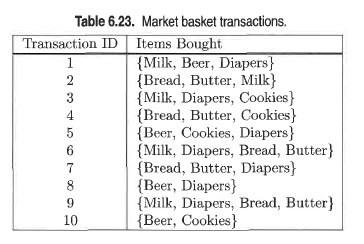 Table 6.23. Market basket transactions.
Transaction ID Items Bought
1 {Milk, Beer, Diapers}
2 {Bread, Butter, Milk}
3 {Milk, Diapers, Cookies}
4 {Bread, Butter, Cookies}
5 {Beer, Cookies, Diapers}
6 {Milk, Diapers, Bread, Butter}
7 {Bread, Butter, Diapers}
8 {Beer, Diapers}
9 {Milk, Diapers, Bread, Butter}
10 {Beer, Cookies}